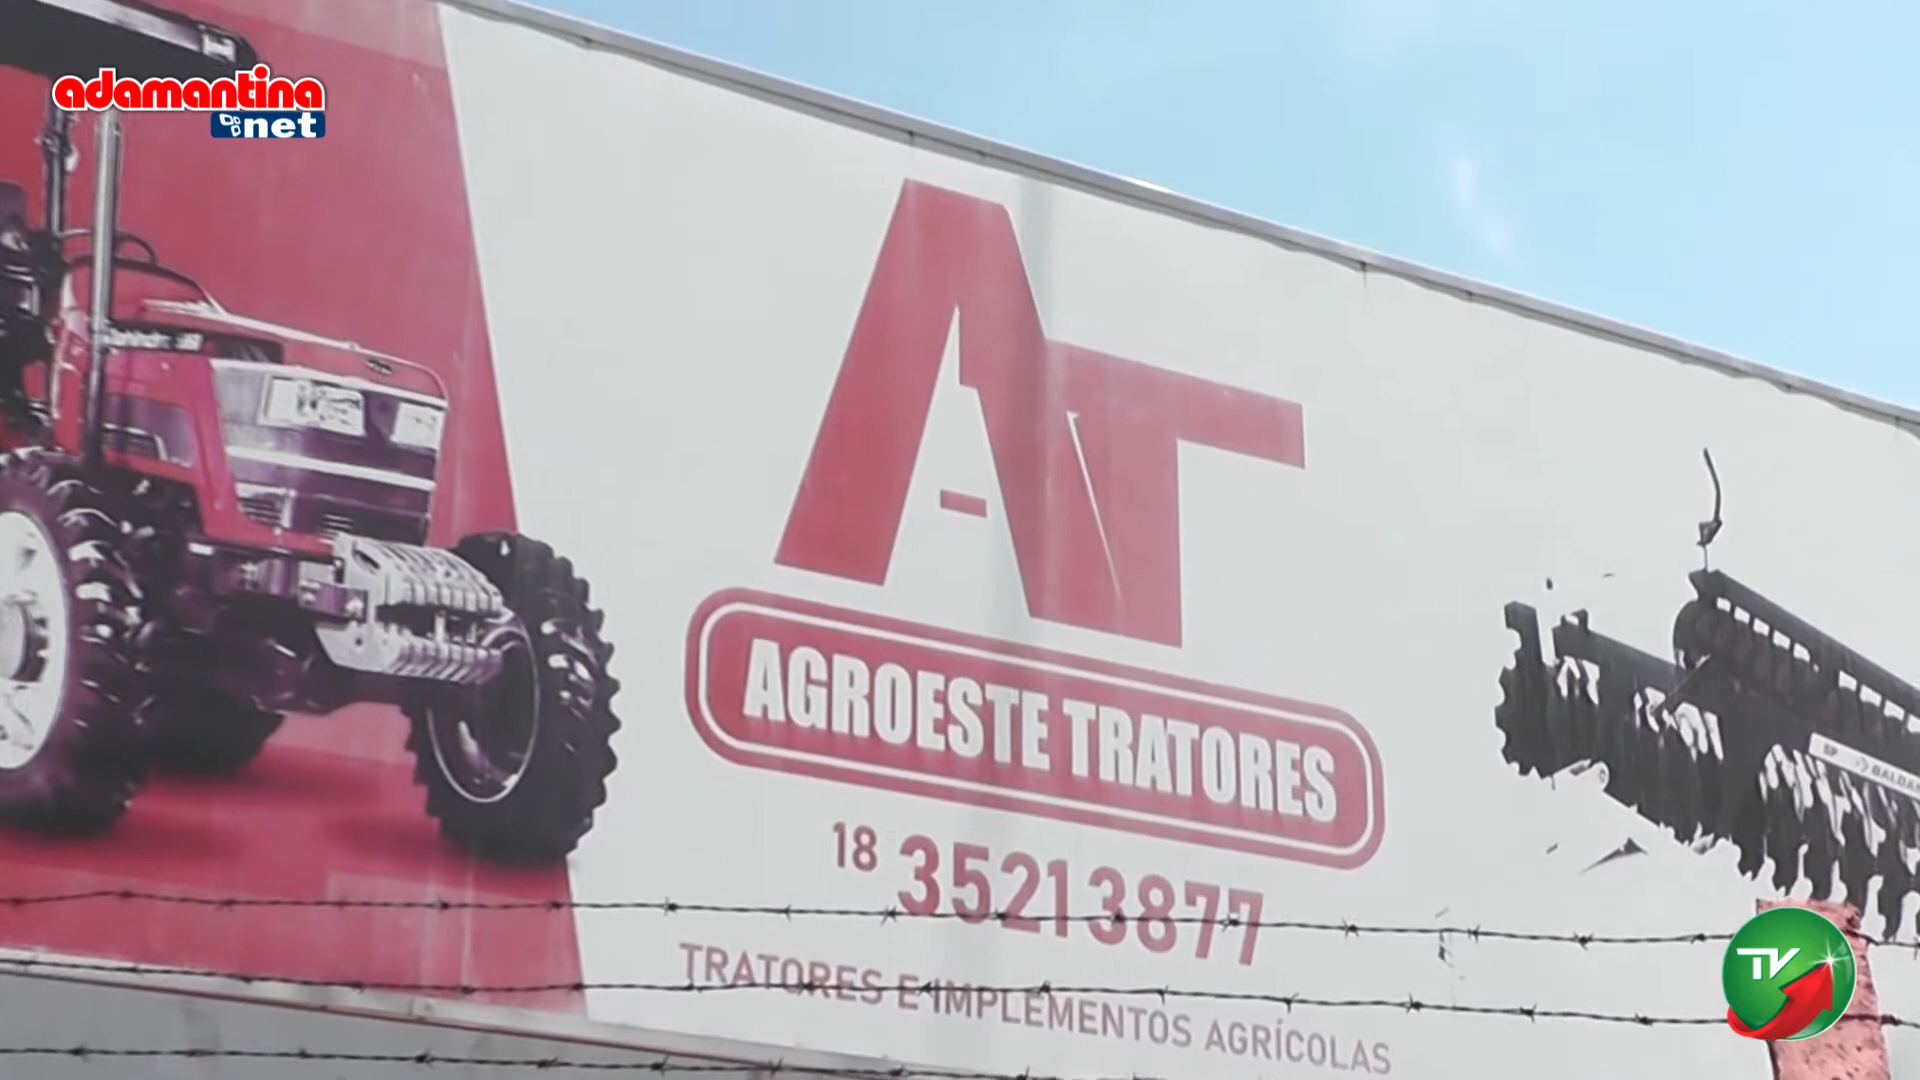 adamantina
net
AT
AGROESTE TRATORES
18 35213877
TRATORES E IMPLEMENTOS AGRÍCOLAS
TV